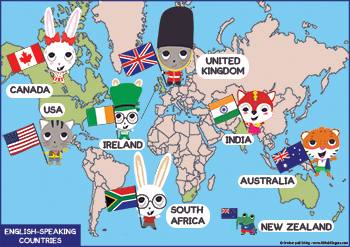 UNITED
KINGDOM
CANADA
USA
IRELAND
INDIA
AUSTRALIA
SOUTH
AFRICA
NEW ZEALAND
ENGLISH-SPEAKING
COUNTRIES